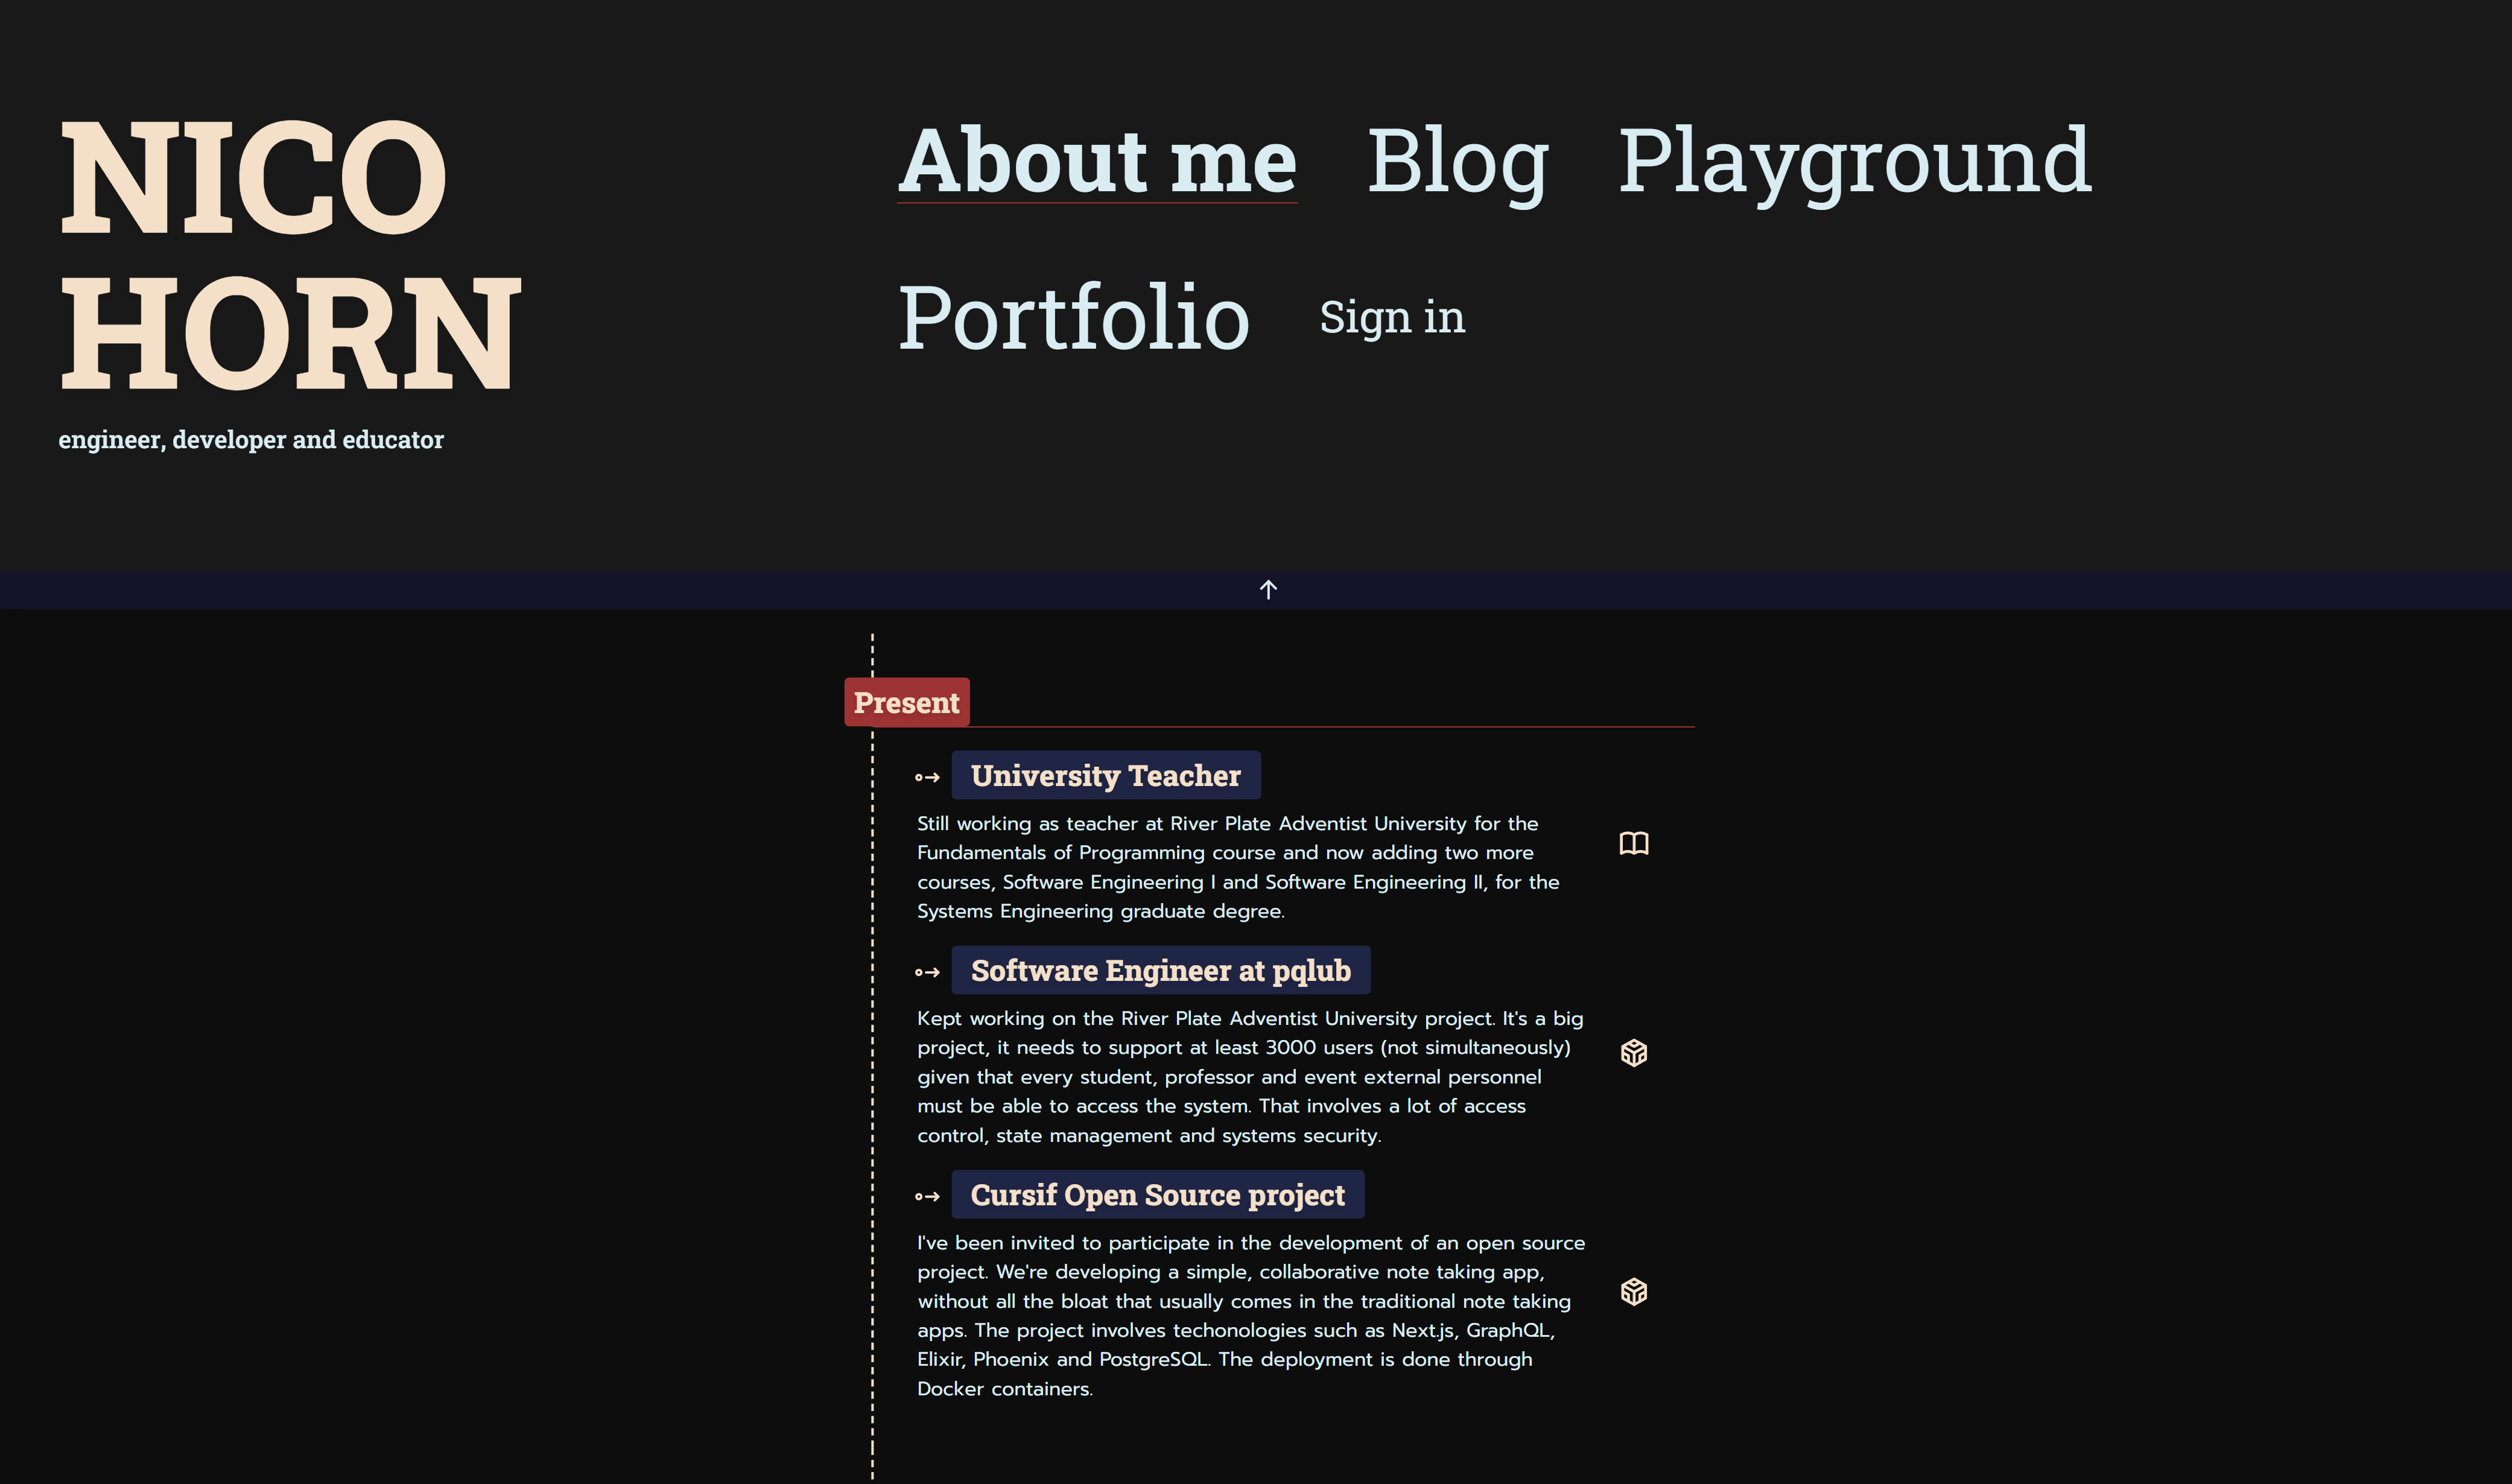 NICO
HORN
engineer, developer and educator
About me Blog Playground
Portfolio Sign in
Present
University Teacher
Still working as teacher at River Plate Adventist University for the
Fundamentals of Programming course and now adding two more
courses, Software Engineering I and Software Engineering II, for the
Systems Engineering graduate degree.
Software Engineer at pqlub
Kept working on the River Plate Adventist University project. It's a big
project, it needs to support at least 3000 users (not simultaneously)
given that every student, professor and event external personnel
must be able to access the system. That involves a lot of access
control, state management and systems security.
Cursif Open Source project
I've been invited to participate in the development of an open source
project. We're developing a simple, collaborative note taking app,
without all the bloat that usually comes in the traditional note taking
apps. The project involves techonologies such as Next.js, GraphQL,
Elixir, Phoenix and PostgreSQL. The deployment is done through
Docker containers.